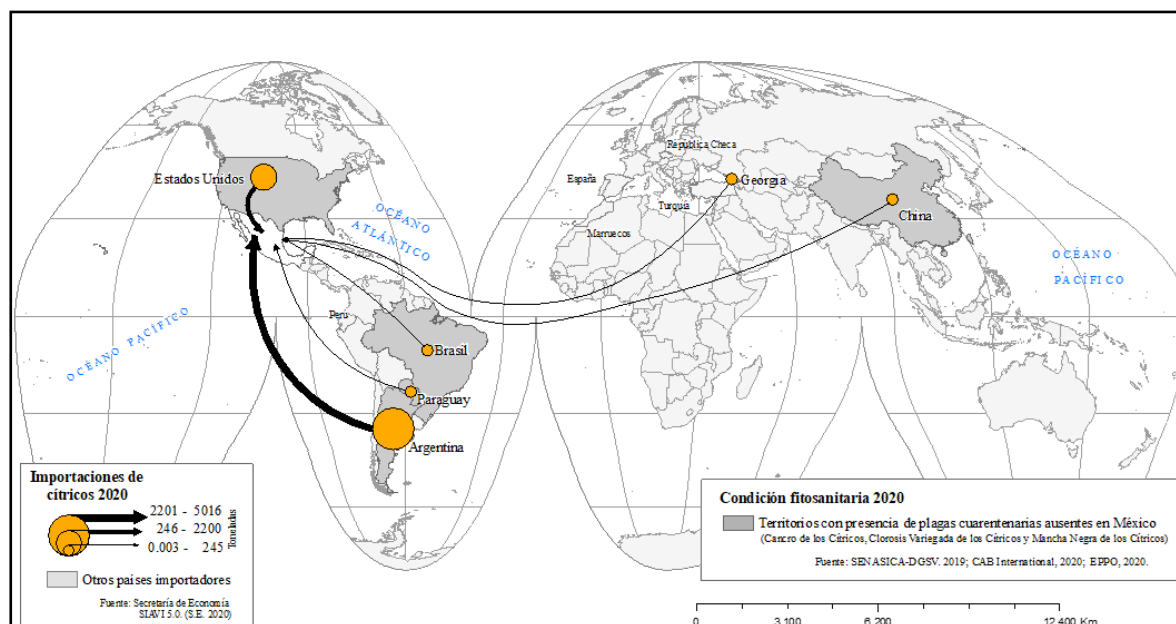 República Checa
Estados Unidos
España
Georgia
OCÉANO
ATLÁNTICO
Turquía
China
Marruecos
OCÉANO
PACÍFICO
Perú
OCÉANO PACÍFICO
Brasil
Paraguay
Argentina
Importaciones de
cítricos 2020
2201 - 5016
246 - 2200
0.003 - 245
Toneladas
Otros países importadores
Fuente: Secretaría de Economía
SIAVI 5.0. (S.E. 2020)
Condición fitosanitaria 2020
Territorios con presencia de plagas cuarentenarias ausentes en México
(Cancro de los Cítricos, Clorosis Variegada de los Cítricos y Mancha Negra de los Cítricos)
Fuente: SENASICA-DGSV. 2019; CAB International, 2020; EPPO, 2020.
0 3 100 6 200 12 400 Km